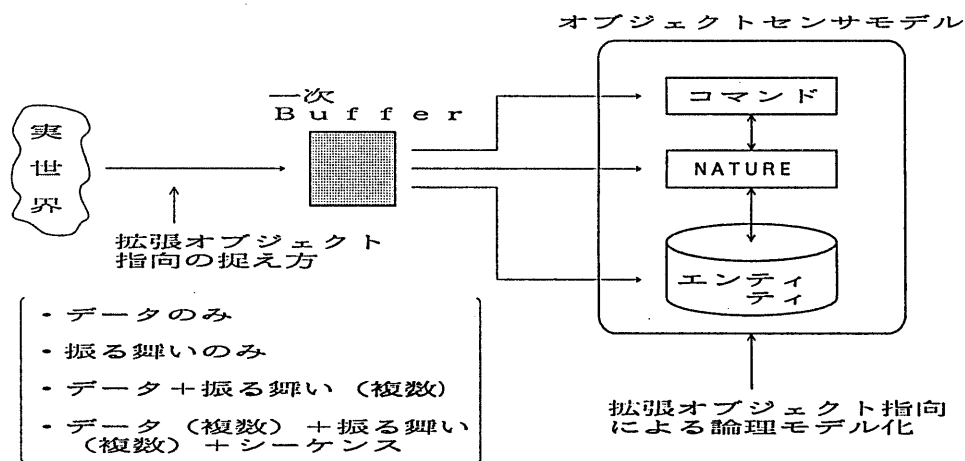 オブジェクトセンサモデル
一次
Buffer
コマンド
実世界
NATURE
拡張オブジェクト
指向の捉え方
エンティ
ティ
・データのみ
・振る舞いのみ
・データ+振る舞い(複数)
・データ(複数)+振る舞い
(複数)+シーケンス
拡張オブジェクト指向
による論理モデル化